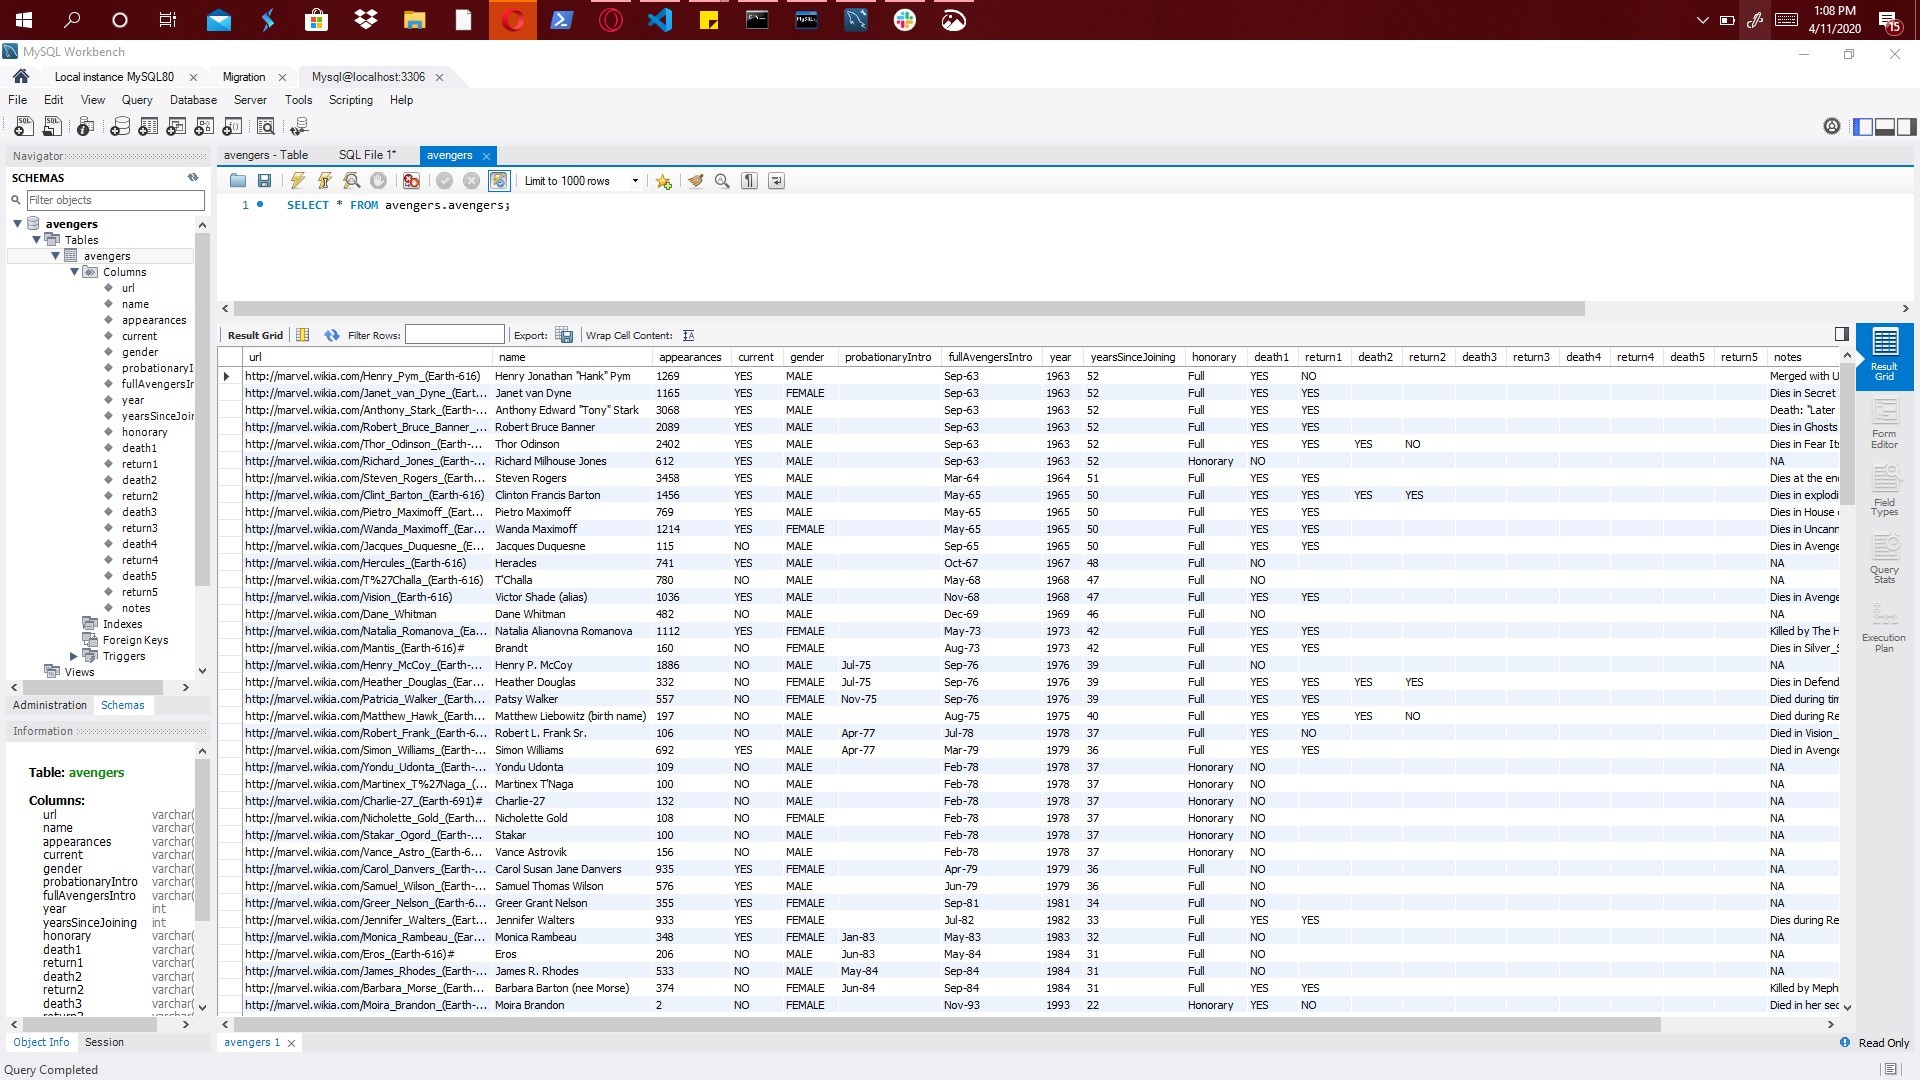 1:08 PM
4/11/2020
15
MySQL Workbench
Local instance MySQL80
Migration
Mysql@localhost:3306
File Edit View Query Database Server Tools Scripting Help
Navigator
SCHEMAS
Filter objects
avengers
Tables
avengers
Columns
url
name
appearances
current
gender
probationaryI
fullAvengersIr
year
yearsSinceJoir
honorary
death1
return1
death2
return2
death3
return3
death4
return4
death5
return5
notes
Indexes
Foreign Keys
Triggers
Views
Administration Schemas
Information
Table: avengers
Columns:
url varchar(
name varchar(
appearances varchar(
current varchar(
gender varchar(
probationaryIntro varchar(
fullAvengersIntro varchar(
year int
yearsSinceJoining int
honorary varchar(
death1 varchar(
return1 varchar(
death2 varchar(
return2 varchar(
death3 varchar(
Object Info Session
Query Completed
avengers - Table SQL File 1* avengers
Limit to 1000 rows
1 SELECT * FROM avengers.avengers;
Result Grid Filter Rows: Export: Wrap Cell Content:
url name appearances current gender probationaryIntro fullAvengersIntro year yearsSinceJoining honorary death1 return1 death2 return2 death3 return3 death4 return4 death5 return5 notes
http://marvel.wikia.com/Henry_Pym_(Earth-616) Henry Jonathan "Hank" Pym 1269 YES MALE Sep-63 1963 52 Full YES NO Merged with U
http://marvel.wikia.com/Janet_van_Dyne_(Eart... Janet van Dyne 1165 YES FEMALE Sep-63 1963 52 Full YES YES Dies in Secret
http://marvel.wikia.com/Anthony_Stark_(Earth-... Anthony Edward "Tony" Stark 3068 YES MALE Sep-63 1963 52 Full YES YES Death: "Later
http://marvel.wikia.com/Robert_Bruce_Banner_... Robert Bruce Banner 2089 YES MALE Sep-63 1963 52 Full YES YES Dies in Ghosts
http://marvel.wikia.com/Thor_Odinson_(Earth-... Thor Odinson 2402 YES MALE Sep-63 1963 52 Full YES YES YES NO Dies in Fear Its
http://marvel.wikia.com/Richard_Jones_(Earth-... Richard Milhouse Jones 612 YES MALE Sep-63 1963 52 Honorary NO NA
http://marvel.wikia.com/Steven_Rogers_(Earth-... Steven Rogers 3458 YES MALE Mar-64 1964 51 Full YES YES Dies at the en
http://marvel.wikia.com/Clint_Barton_(Earth-616) Clinton Francis Barton 1456 YES MALE May-65 1965 50 Full YES YES YES YES Dies in explodi
http://marvel.wikia.com/Pietro_Maximoff_(Eart... Pietro Maximoff 769 YES MALE May-65 1965 50 Full YES YES Dies in House
http://marvel.wikia.com/Wanda_Maximoff_(Ear... Wanda Maximoff 1214 YES FEMALE May-65 1965 50 Full YES YES Dies in Uncann
http://marvel.wikia.com/Jacques_Duquesne_(E... Jacques Duquesne 115 NO MALE Sep-65 1965 50 Full YES YES Dies in Avenge
http://marvel.wikia.com/Hercules_(Earth-616) Heracles 741 YES MALE Oct-67 1967 48 Full NO NA
http://marvel.wikia.com/T%27Challa_(Earth-616) T'Challa 780 NO MALE May-68 1968 47 Full NO NA
http://marvel.wikia.com/Vision_(Earth-616) Victor Shade (alias) 1036 YES MALE Nov-68 1968 47 Full YES YES Dies in Avenge
http://marvel.wikia.com/Dane_Whitman Dane Whitman 482 NO MALE Dec-69 1969 46 Full NO NA
http://marvel.wikia.com/Natalia_Romanova_(Ea... Natalia Alianovna Romanova 1112 YES FEMALE May-73 1973 42 Full YES YES Killed by The H
http://marvel.wikia.com/Mantis_(Earth-616)# Brandt 160 NO FEMALE Aug-73 1973 42 Full YES YES Dies in Silver_S
http://marvel.wikia.com/Henry_McCoy_(Earth-... Henry P. McCoy 1886 NO MALE Jul-75 Sep-76 1976 39 Full NO NA
http://marvel.wikia.com/Heather_Douglas_(Ear... Heather Douglas 332 NO FEMALE Jul-75 Sep-76 1976 39 Full YES YES YES YES Dies in Defend
http://marvel.wikia.com/Patricia_Walker_(Earth... Patsy Walker 557 NO FEMALE Nov-75 Sep-76 1976 39 Full YES YES Died during tim
http://marvel.wikia.com/Matthew_Hawk_(Earth... Matthew Liebowitz (birth name) 197 NO MALE Aug-75 1975 40 Full YES YES YES NO Died during Re
http://marvel.wikia.com/Robert_Frank_(Earth-6... Robert L. Frank Sr. 106 NO MALE Apr-77 Jul-78 1978 37 Full YES NO Died in Vision_
http://marvel.wikia.com/Simon_Williams_(Earth-... Simon Williams 692 YES MALE Apr-77 Mar-79 1979 36 Full YES YES Died in Avenge
http://marvel.wikia.com/Yondu_Udonta_(Earth-... Yondu Udonta 109 NO MALE Feb-78 1978 37 Honorary NO NA
http://marvel.wikia.com/Martinex_T%27Naga_(... Martinex T'Naga 100 NO MALE Feb-78 1978 37 Honorary NO NA
http://marvel.wikia.com/Charlie-27_(Earth-691)# Charlie-27 132 NO MALE Feb-78 1978 37 Honorary NO NA
http://marvel.wikia.com/Nicholette_Gold_(Earth... Nicholette Gold 108 NO FEMALE Feb-78 1978 37 Honorary NO NA
http://marvel.wikia.com/Stakar_Ogord_(Earth-... Stakar 100 NO MALE Feb-78 1978 37 Honorary NO NA
http://marvel.wikia.com/Vance_Astro_(Earth-6... Vance Astrovik 156 NO MALE Feb-78 1978 37 Honorary NO NA
http://marvel.wikia.com/Carol_Danvers_(Earth-... Carol Susan Jane Danvers 935 YES FEMALE Apr-79 1979 36 Full NO NA
http://marvel.wikia.com/Samuel_Wilson_(Earth-... Samuel Thomas Wilson 576 YES MALE Jun-79 1979 36 Full NO NA
http://marvel.wikia.com/Greer_Nelson_(Earth-6... Greer Grant Nelson 355 YES FEMALE Sep-81 1981 34 Full NO NA
http://marvel.wikia.com/Jennifer_Walters_(Eart... Jennifer Walters 933 YES FEMALE Jul-82 1982 33 Full YES YES Dies during Re
http://marvel.wikia.com/Monica_Rambeau_(Ear... Monica Rambeau 348 YES FEMALE Jan-83 May-83 1983 32 Full NO NA
http://marvel.wikia.com/Eros_(Earth-616)# Eros 206 NO MALE Jun-83 May-84 1984 31 Full NO NA
http://marvel.wikia.com/James_Rhodes_(Earth-... James R. Rhodes 533 NO MALE May-84 Sep-84 1984 31 Full NO NA
http://marvel.wikia.com/Barbara_Morse_(Earth-... Barbara Barton (nee Morse) 374 NO FEMALE Jun-84 Sep-84 1984 31 Full YES YES Killed by Meph
http://marvel.wikia.com/Moira_Brandon_(Earth-... Moira Brandon 2 NO FEMALE Nov-93 1993 22 Honorary YES NO Died in her sec
Result
Grid
Form
Editor
Field
Types
Query
Stats
Execution
Plan
avengers 1
Read Only